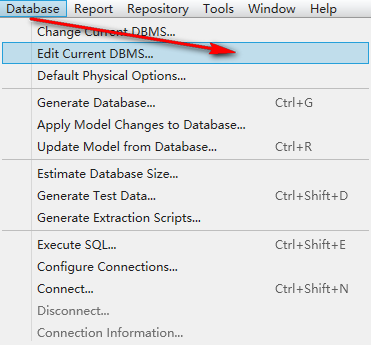 Database Report Repository Tools Window Help
Change Current DBMS...
Edit Current DBMS...
Default Physical Options...
Generate Database... Ctrl+G
Apply Model Changes to Database...
Update Model from Database... Ctrl+R
Estimate Database Size...
Generate Test Data... Ctrl+Shift+D
Generate Extraction Scripts...
Execute SQL... Ctrl+Shift+E
Configure Connections...
Connect... Ctrl+Shift+N
Disconnect...
Connection Information...